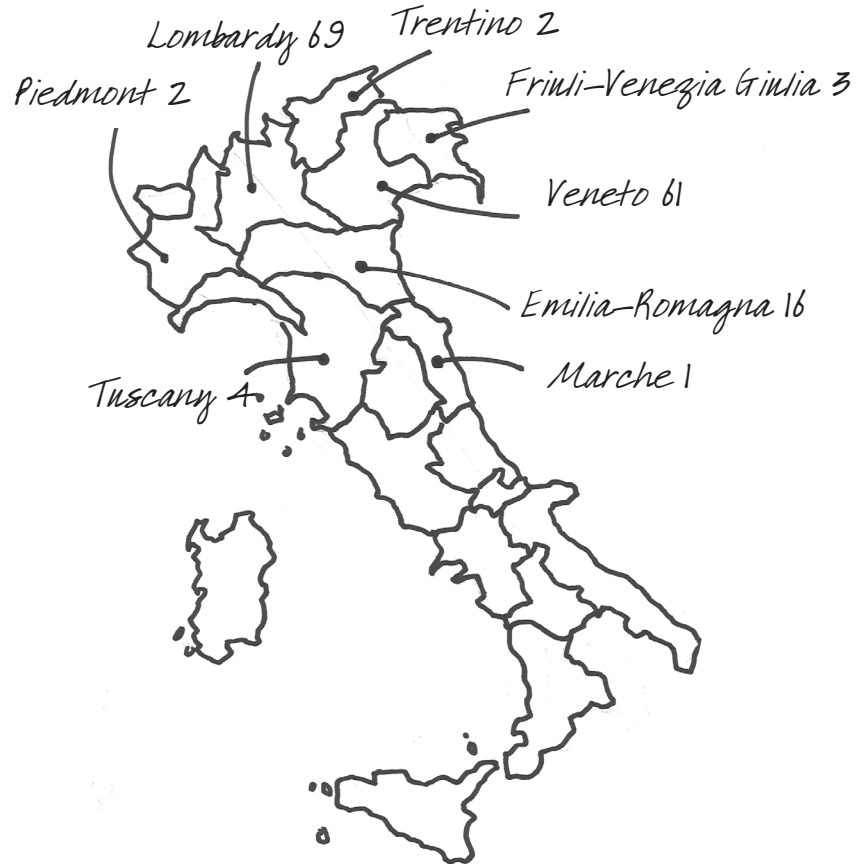 Trentino 2
Lombardy 69
Friuli-Venezia Giulia 3
Piedmont 2
Veneto 61
Emilia-Romagna 16
Marche 1
Tuscany 4